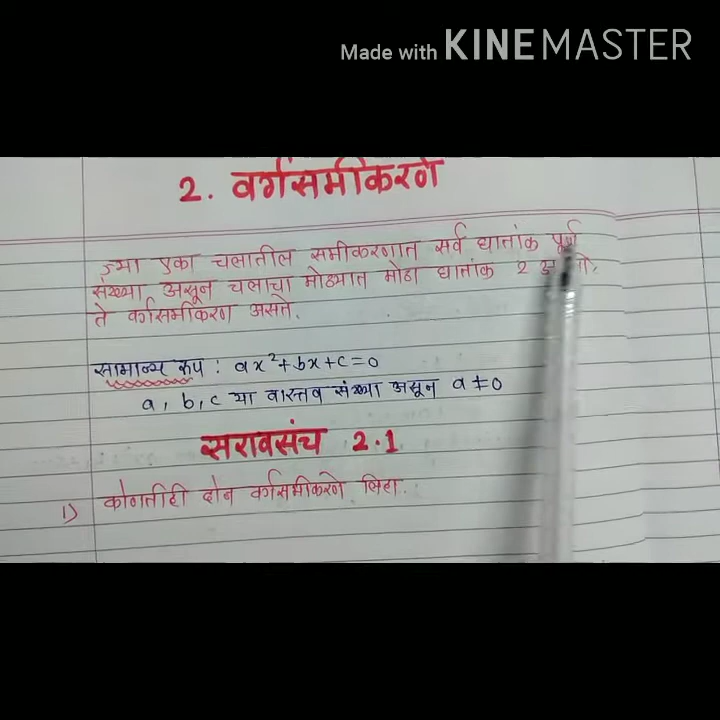 Made with KINEMASTER
2. वर्गसमीकरणे
ज्या एका चलातील समीकरणात सर्व घातांक पूर्ण
संख्या असून चलाचा मोठ्यात मोठा घातांक 2
ते वर्गसमीकरण असते.
सामान्य रूप : ax²+bx+c=0
a, b, c या वास्तव संख्या असून a≠0
सरावसंच 2.1
1) कोणतीही दोन वर्गसमीकरणे लिहा.